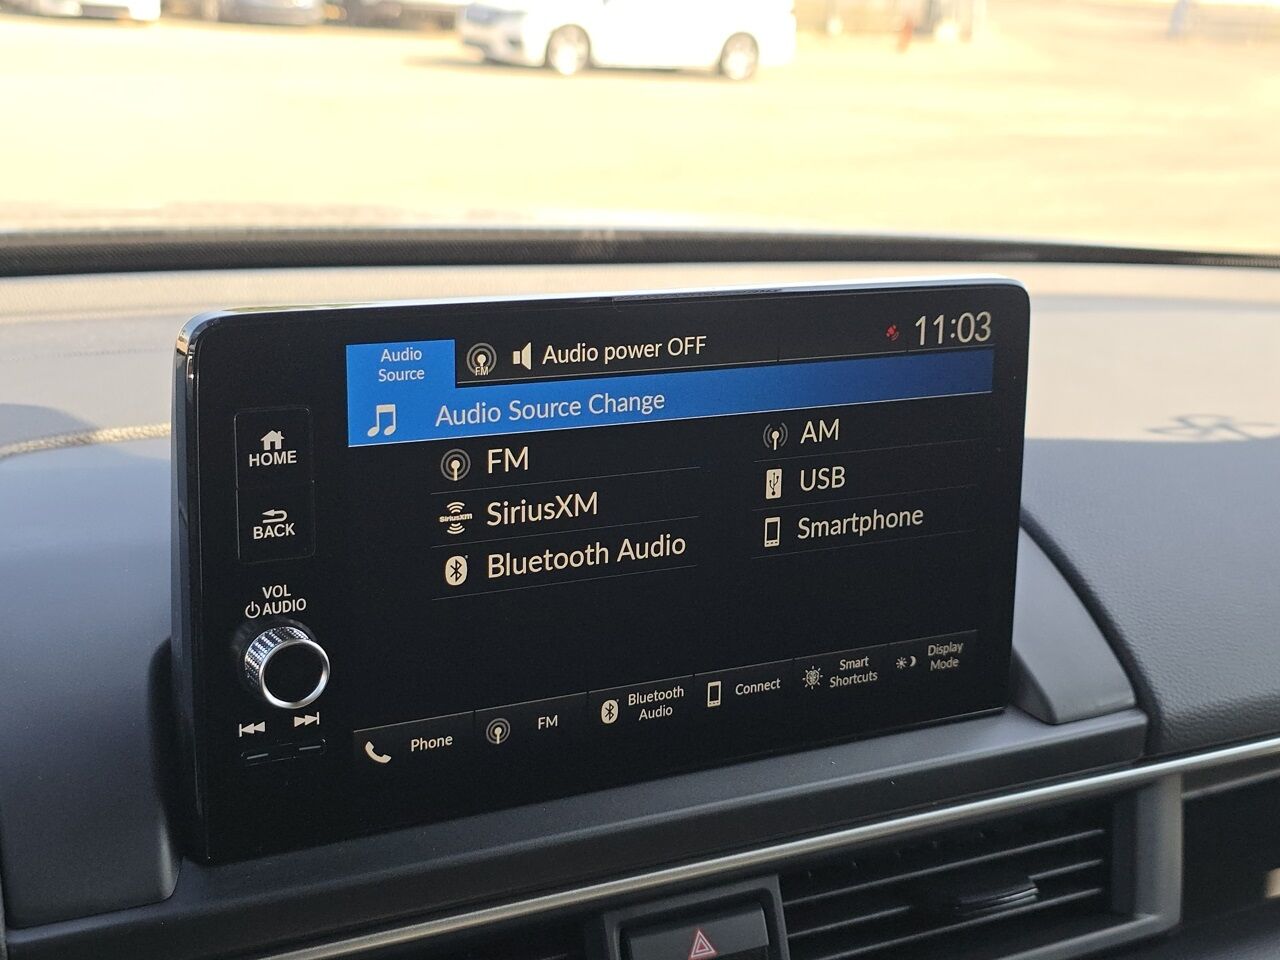 Audio
Source
FM
Audio power OFF
11:03
Audio Source Change
HOME
BACK
VOL
AUDIO
FM
AM
SiriusXM
SiriusXM
USB
Bluetooth Audio
Smartphone
Phone
FM
Bluetooth
Audio
Connect
Smart
Shortcuts
Display
Mode